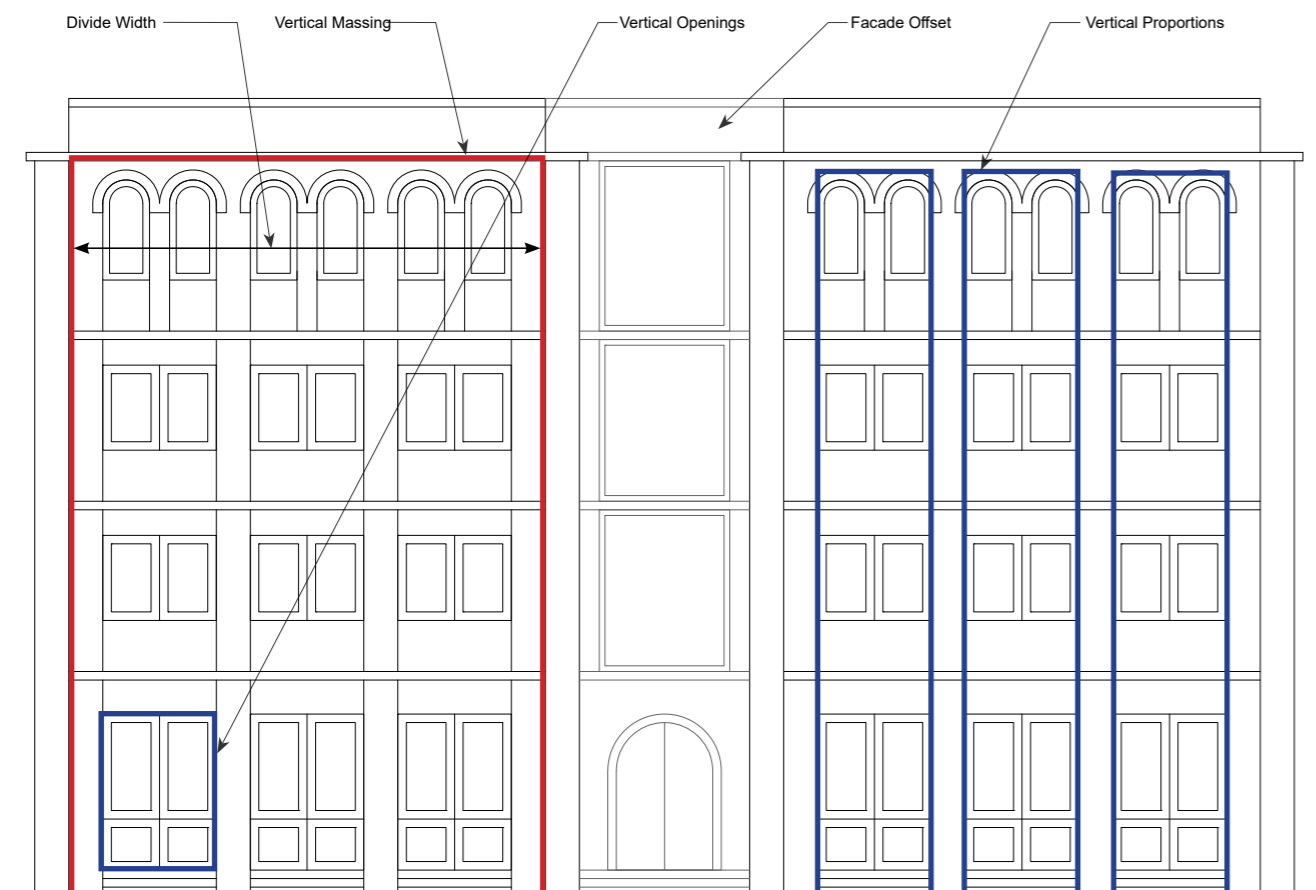 Divide Width
Vertical Massing
Vertical Openings
Facade Offset
Vertical Proportions